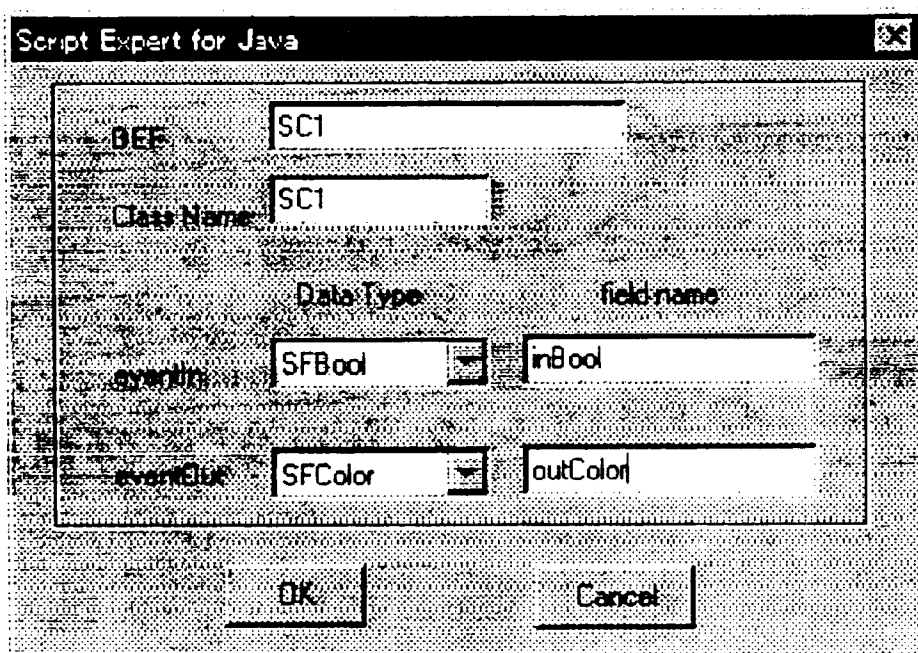 Script Expert for Java
DEF SC1
Class Name: SC1
Data Type field-name
eventIn SFBool inBool
eventOut SFColor outColor
OK Cancel